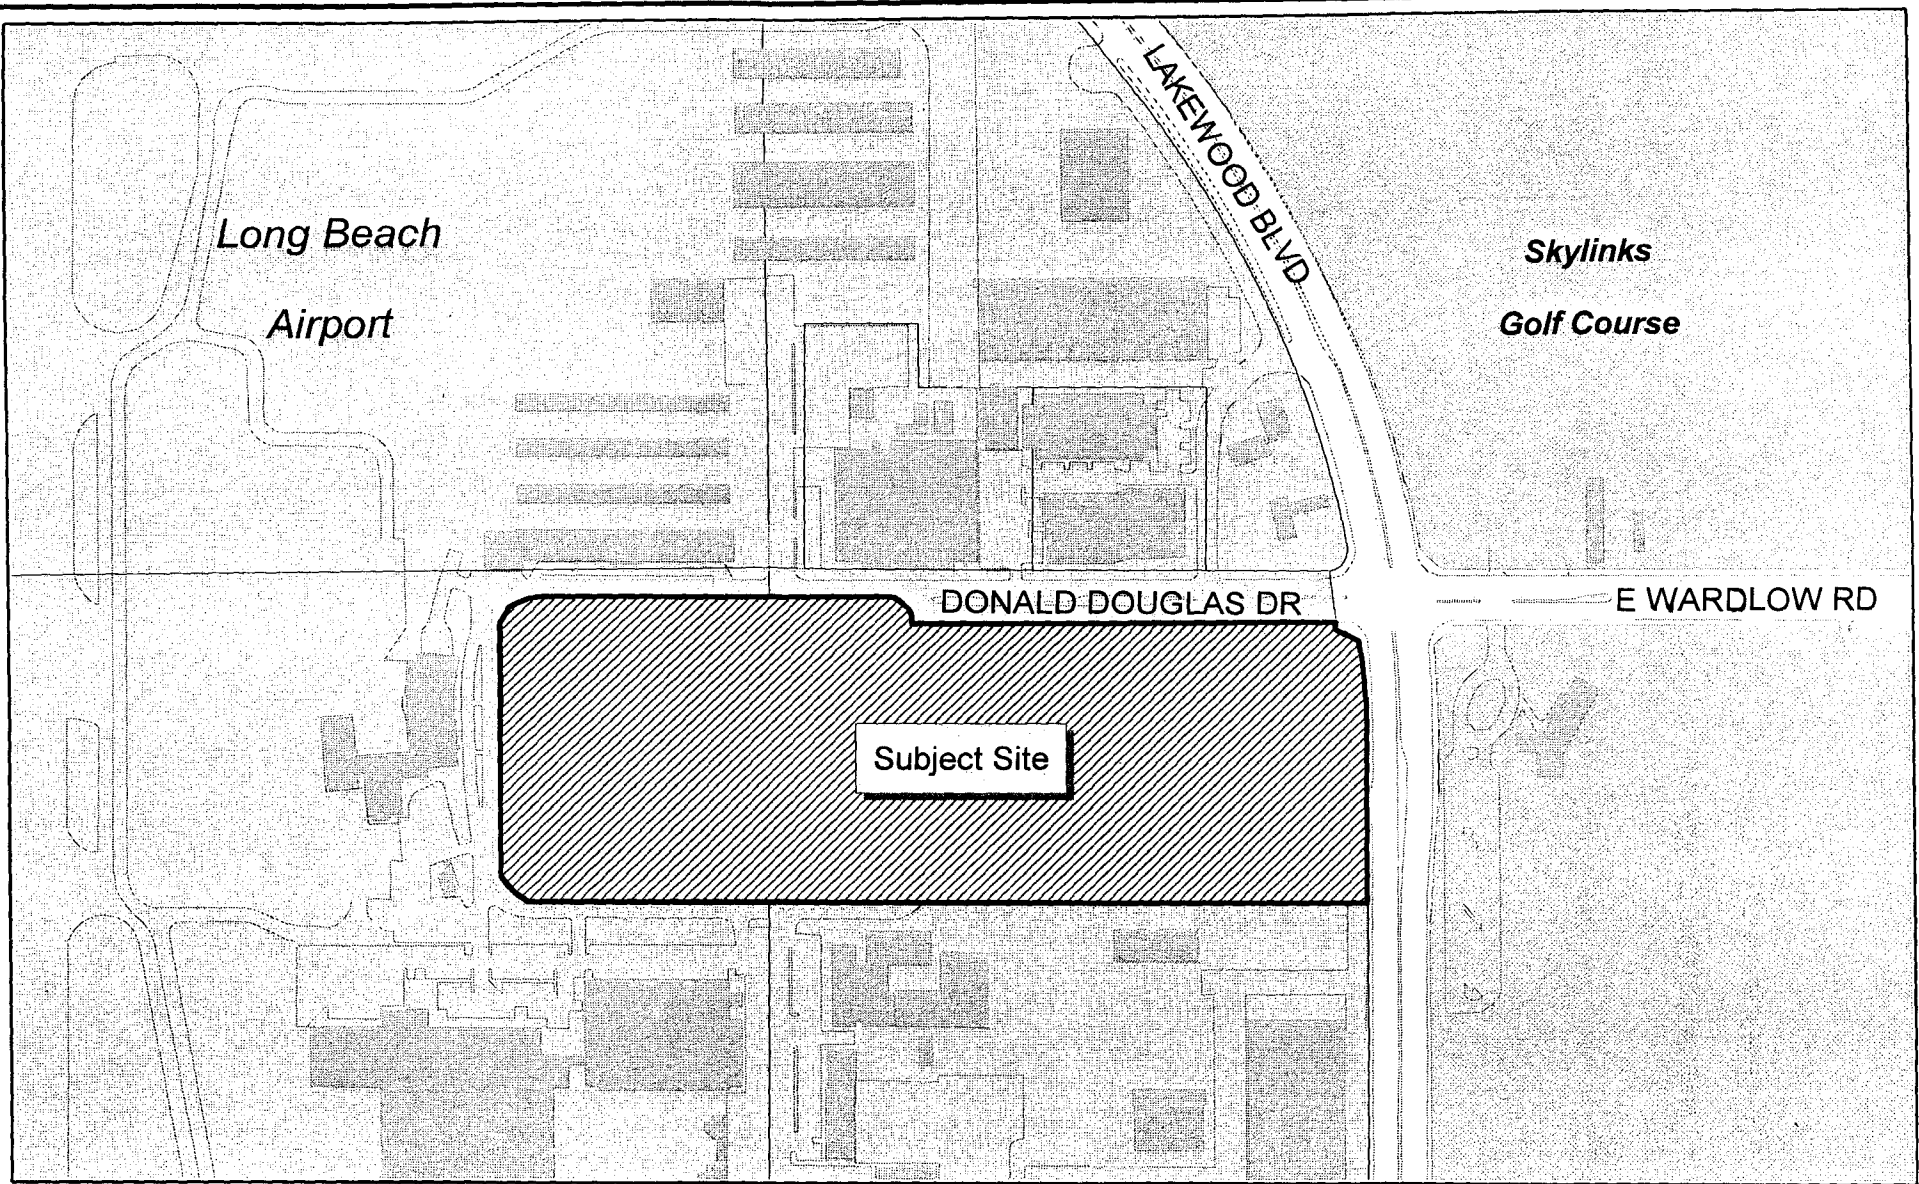 LAKEWOOD BLVD
Long Beach
Airport
Skylinks
Golf Course
DONALD DOUGLAS DR
E WARDLOW RD
Subject Site